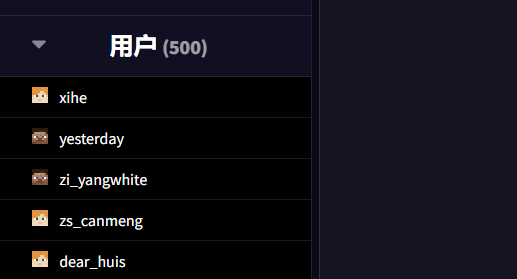 用户 (500)
xihe
yesterday
zi_yangwhite
zs_canmeng
dear_huis